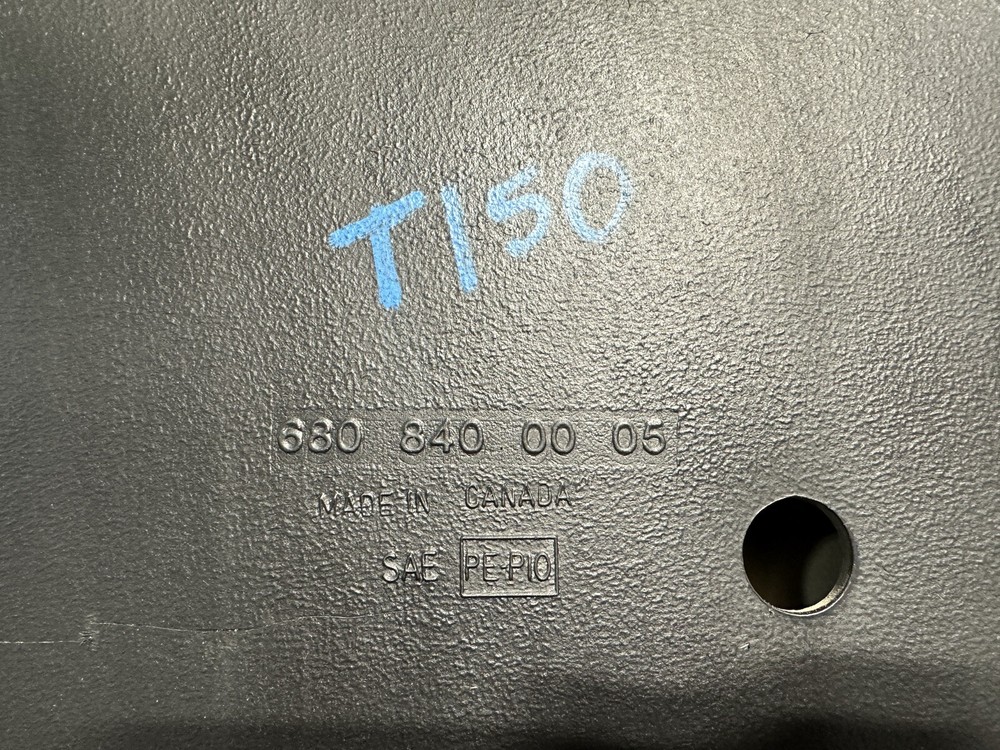 T150
680 840 00 05
MADE IN CANADA
SAE PE-P10